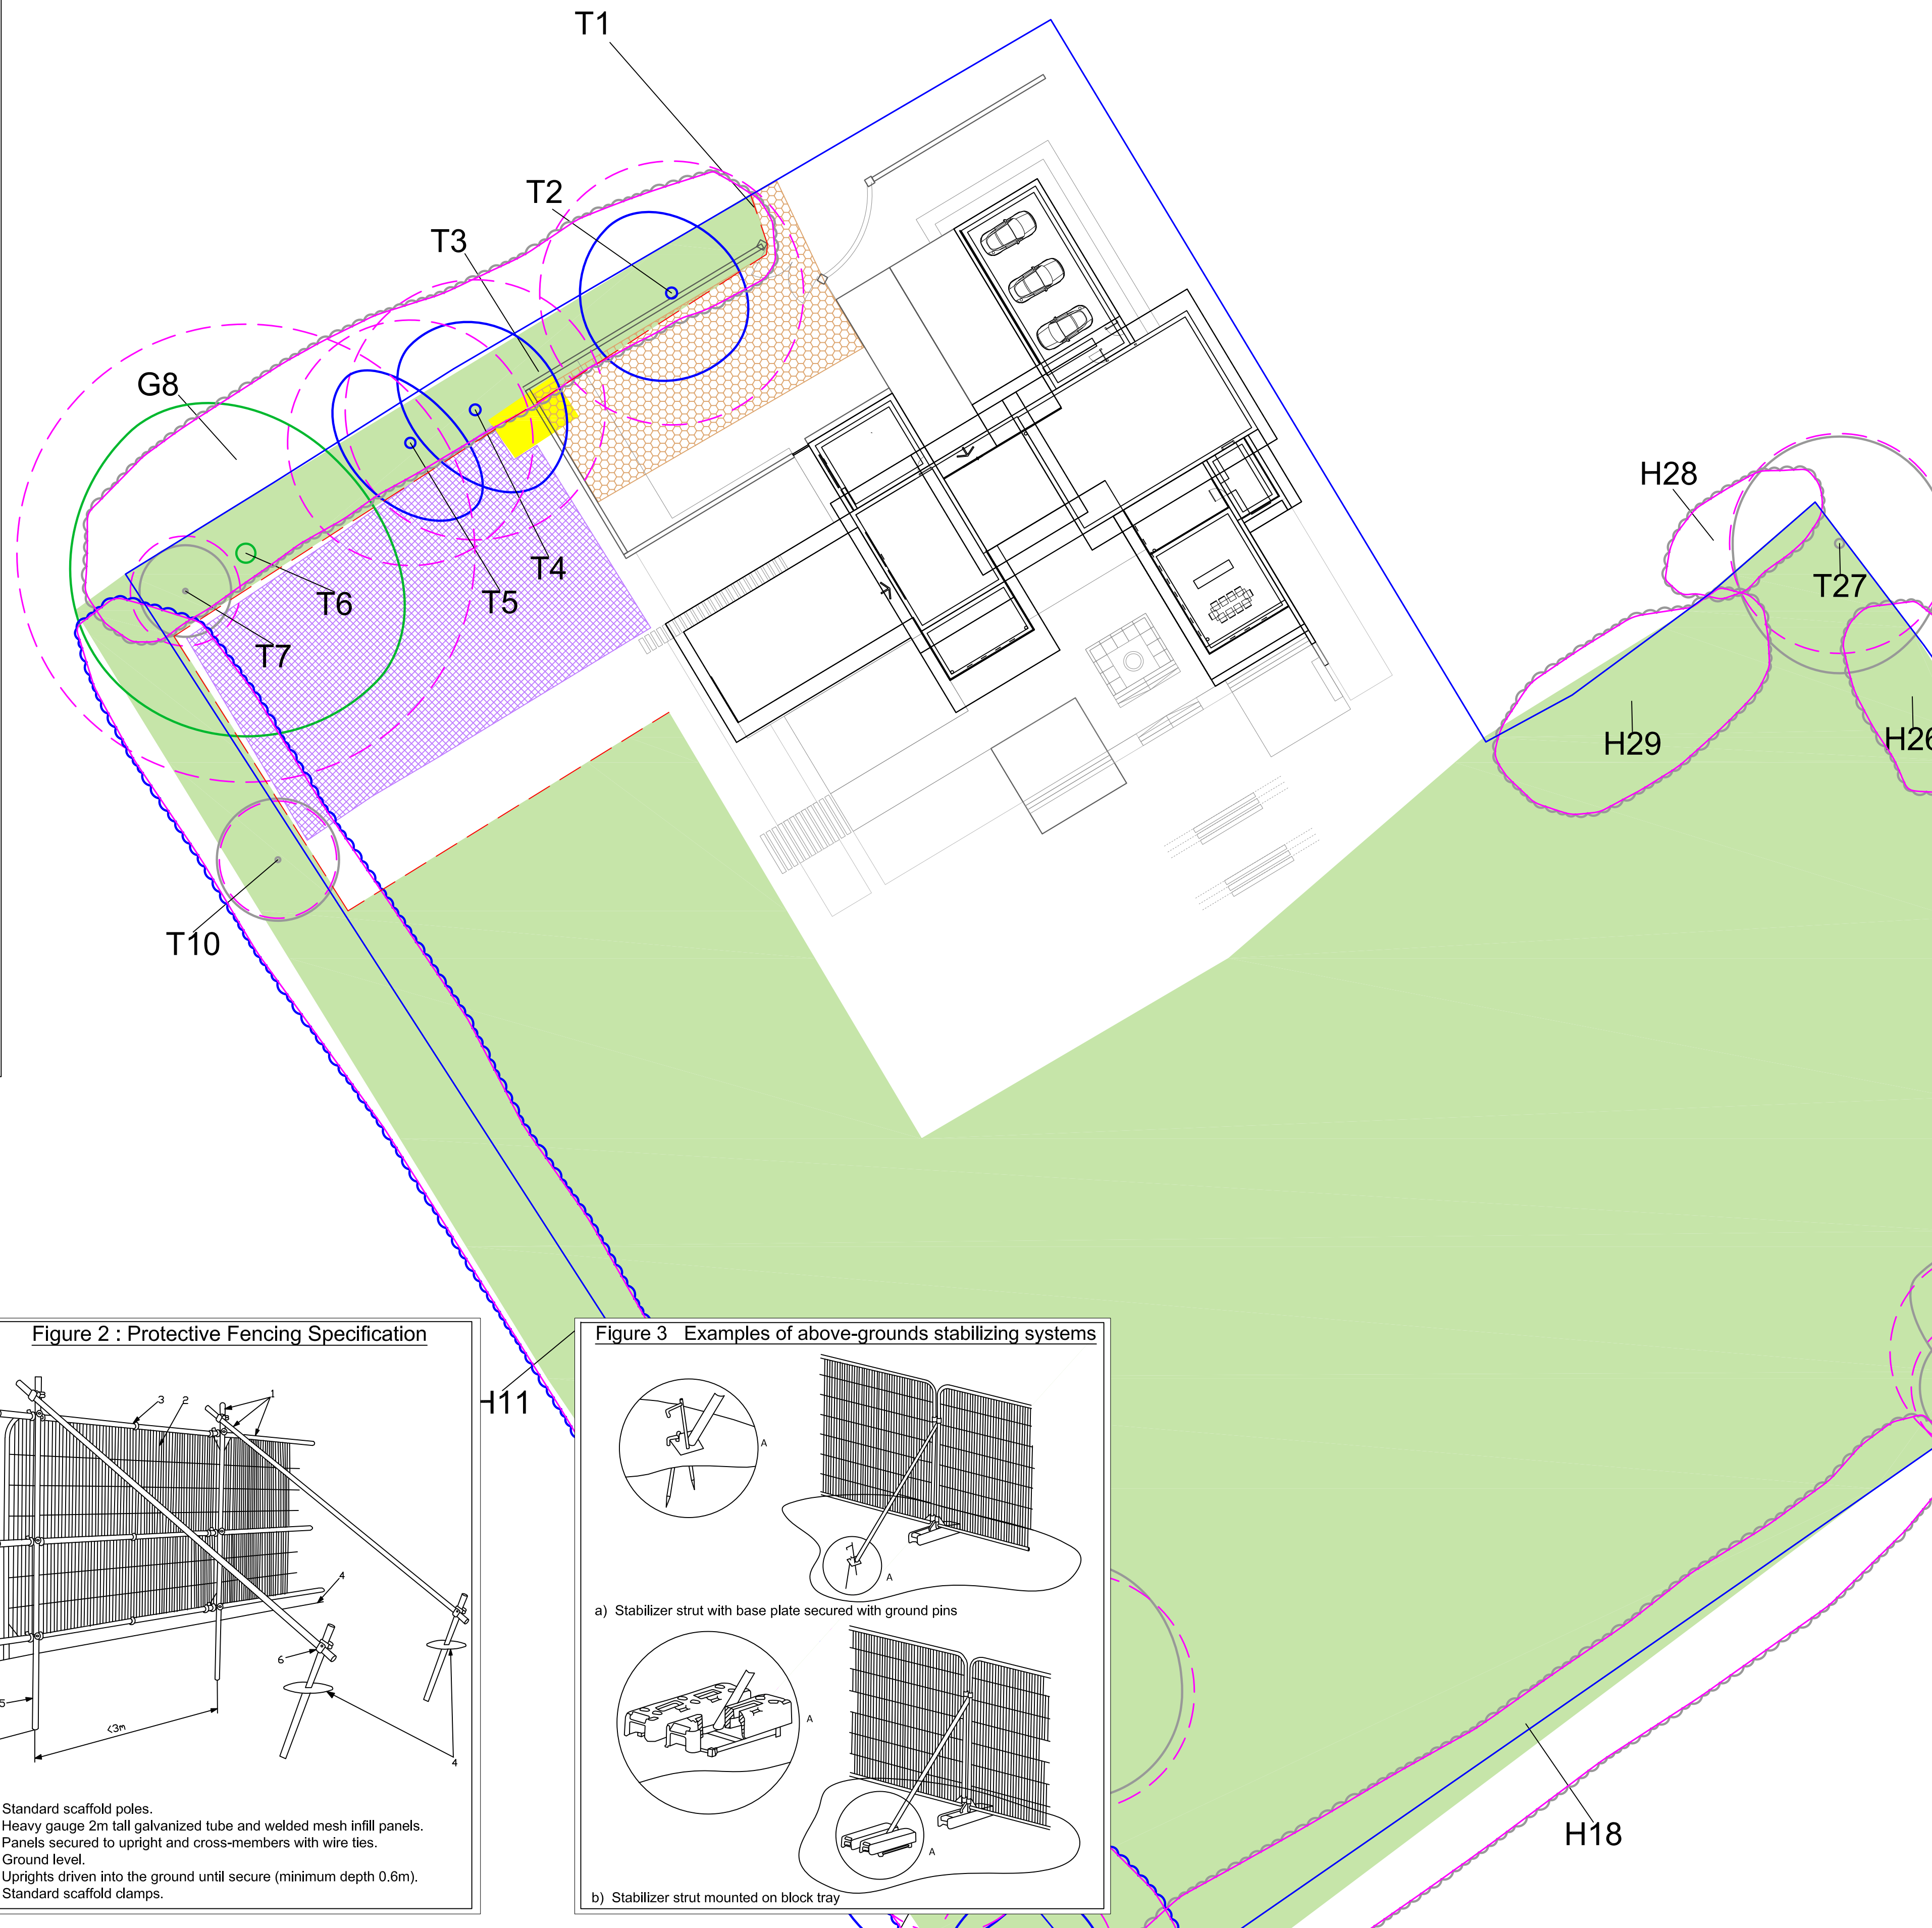 T1
T2
T3
G8
T4
T5
T6
T7
T10
H28
T27
H29
H26
H11
H18
Figure 2 : Protective Fencing Specification
3
2
1
4
6
5
<3m
4
Standard scaffold poles.
Heavy gauge 2m tall galvanized tube and welded mesh infill panels.
Panels secured to upright and cross-members with wire ties.
Ground level.
Uprights driven into the ground until secure (minimum depth 0.6m).
Standard scaffold clamps.
Figure 3 Examples of above-grounds stabilizing systems
A
A
a) Stabilizer strut with base plate secured with ground pins
A
A
b) Stabilizer strut mounted on block tray